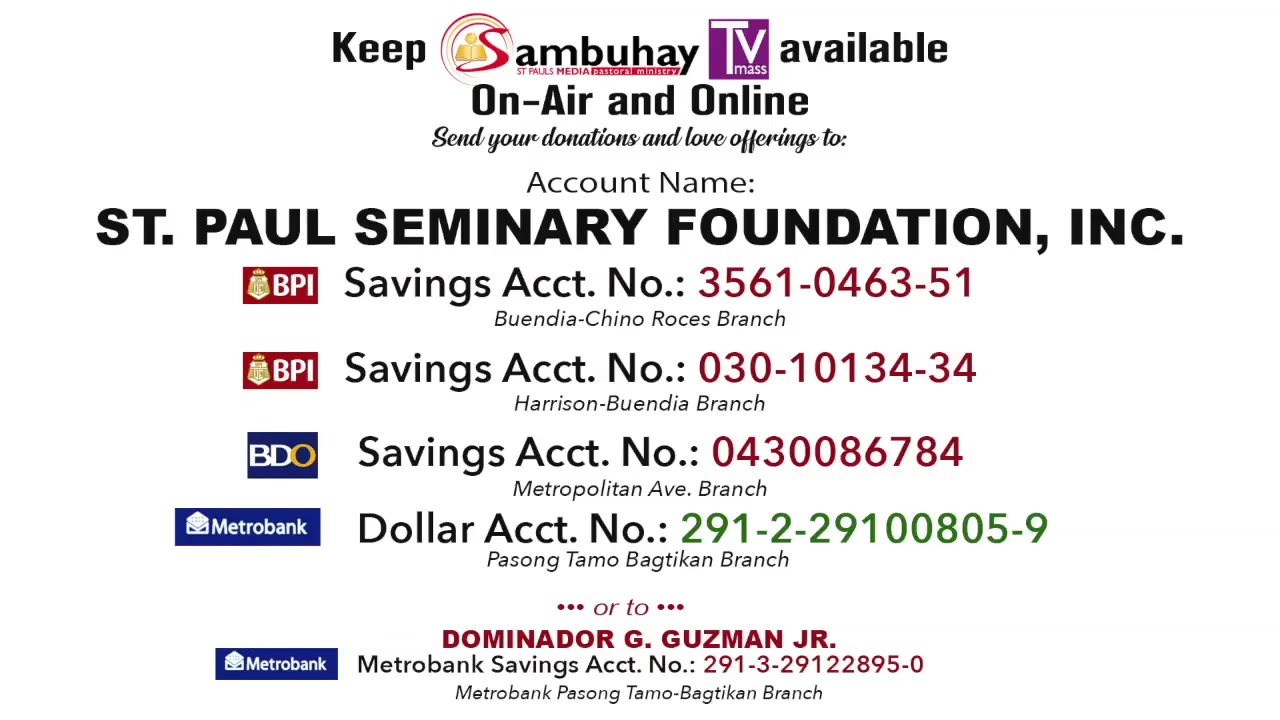 Keep Sambuhay TV mass available
ST PAULS MEDIA pastoral ministry
On-Air and Online
Send your donations and love offerings to:
Account Name:
ST. PAUL SEMINARY FOUNDATION, INC.
BPI Savings Acct. No.: 3561-0463-51
Buendia-Chino Roces Branch
BPI Savings Acct. No.: 030-10134-34
Harrison-Buendia Branch
BDO Savings Acct. No.: 0430086784
Metropolitan Ave. Branch
Metrobank Dollar Acct. No.: 291-2-29100805-9
Pasong Tamo Bagtikan Branch
••• or to •••
DOMINADOR G. GUZMAN JR.
Metrobank Metrobank Savings Acct. No.: 291-3-29122895-0
Metrobank Pasong Tamo-Bagtikan Branch